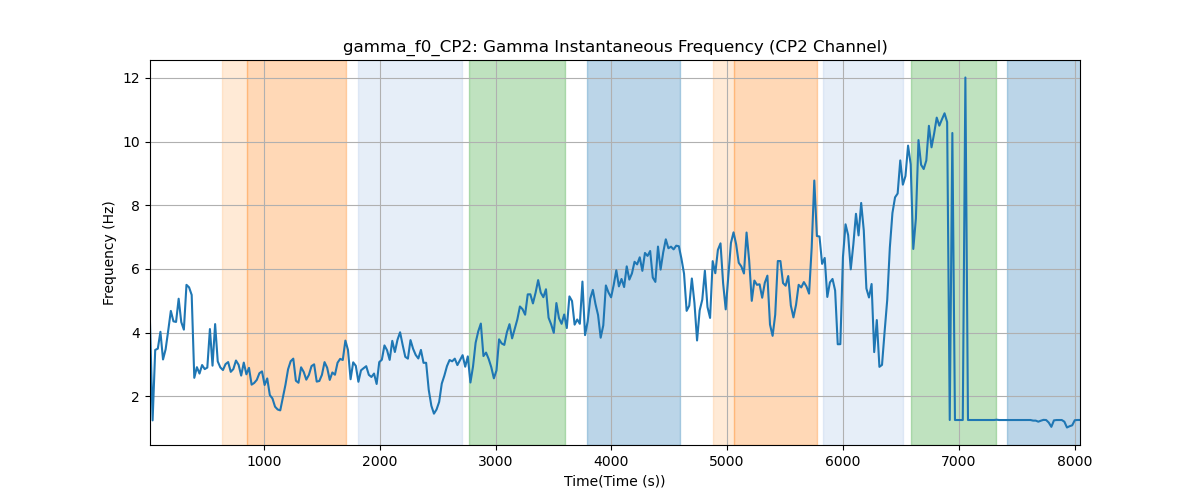 gamma_f0_CP2: Gamma Instantaneous Frequency (CP2 Channel)
Frequency (Hz)
12
10
8
6
4
2
1000 2000 3000 4000 5000 6000 7000 8000
Time(Time (s))